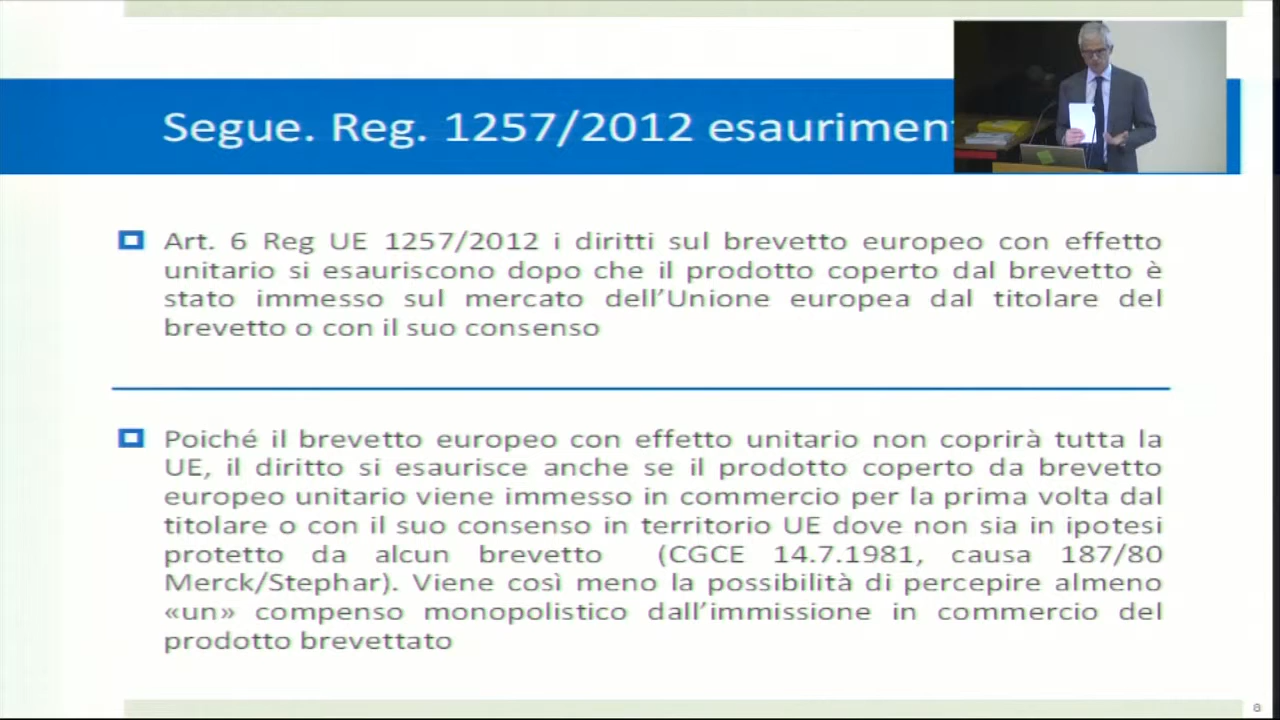 Segue. Reg. 1257/2012 esauriment
Art. 6 Reg UE 1257/2012 i diritti sul brevetto europeo con effetto
unitario si esauriscono dopo che il prodotto coperto dal brevetto è
stato immesso sul mercato dell’Unione europea dal titolare del
brevetto o con il suo consenso
Poiché il brevetto europeo con effetto unitario non coprirà tutta la
UE, il diritto si esaurisce anche se il prodotto coperto da brevetto
europeo unitario viene immesso in commercio per la prima volta dal
titolare o con il suo consenso in territorio UE dove non sia in ipotesi
protetto da alcun brevetto (CGCE 14.7.1981, causa 187/80
Merck/Stephar). Viene così meno la possibilità di percepire almeno
«un» compenso monopolistico dall’immissione in commercio del
prodotto brevettato
8